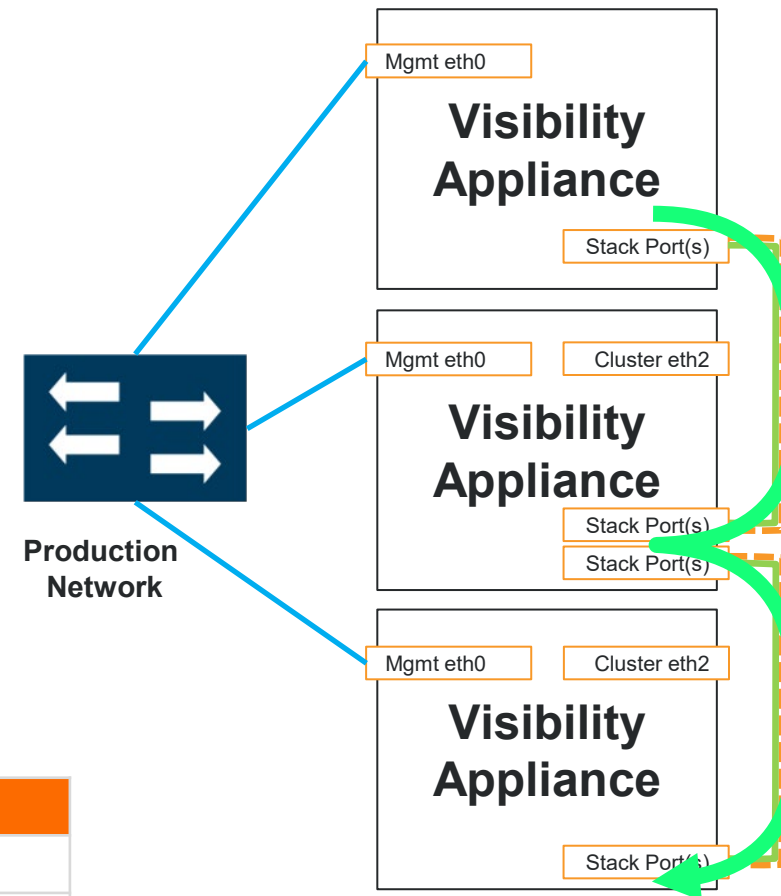 Mgmt eth0
Visibility
Appliance
Stack Port(s)
Mgmt eth0
Cluster eth2
Visibility
Appliance
Stack Port(s)
Stack Port(s)
Production
Network
Mgmt eth0
Cluster eth2
Visibility
Appliance
Stack Port(s)